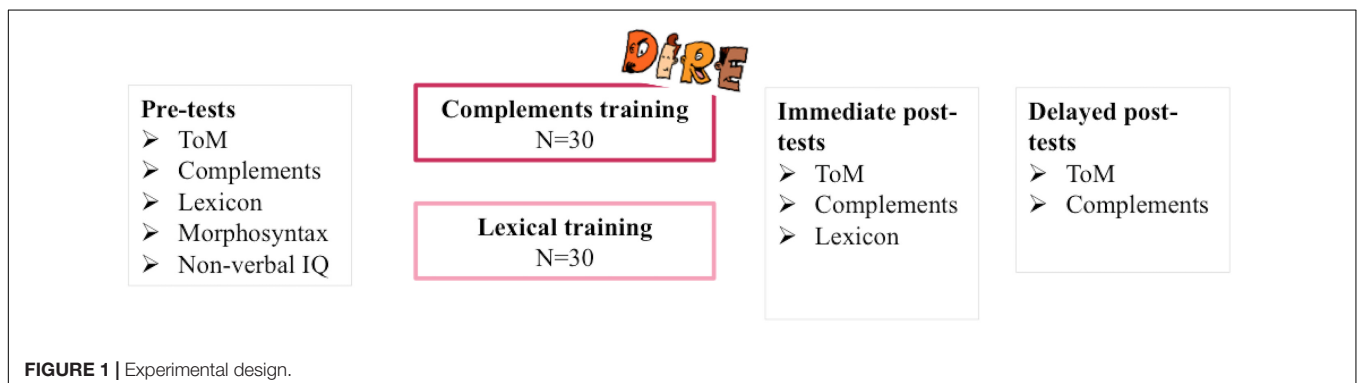 DiRE
Pre-tests
➢ ToM
➢ Complements
➢ Lexicon
➢ Morphosyntax
➢ Non-verbal IQ
Complements training
N=30
Lexical training
N=30
Immediate post-
tests
➢ ToM
➢ Complements
➢ Lexicon
Delayed post-
tests
➢ ToM
➢ Complements
FIGURE 1 | Experimental design.